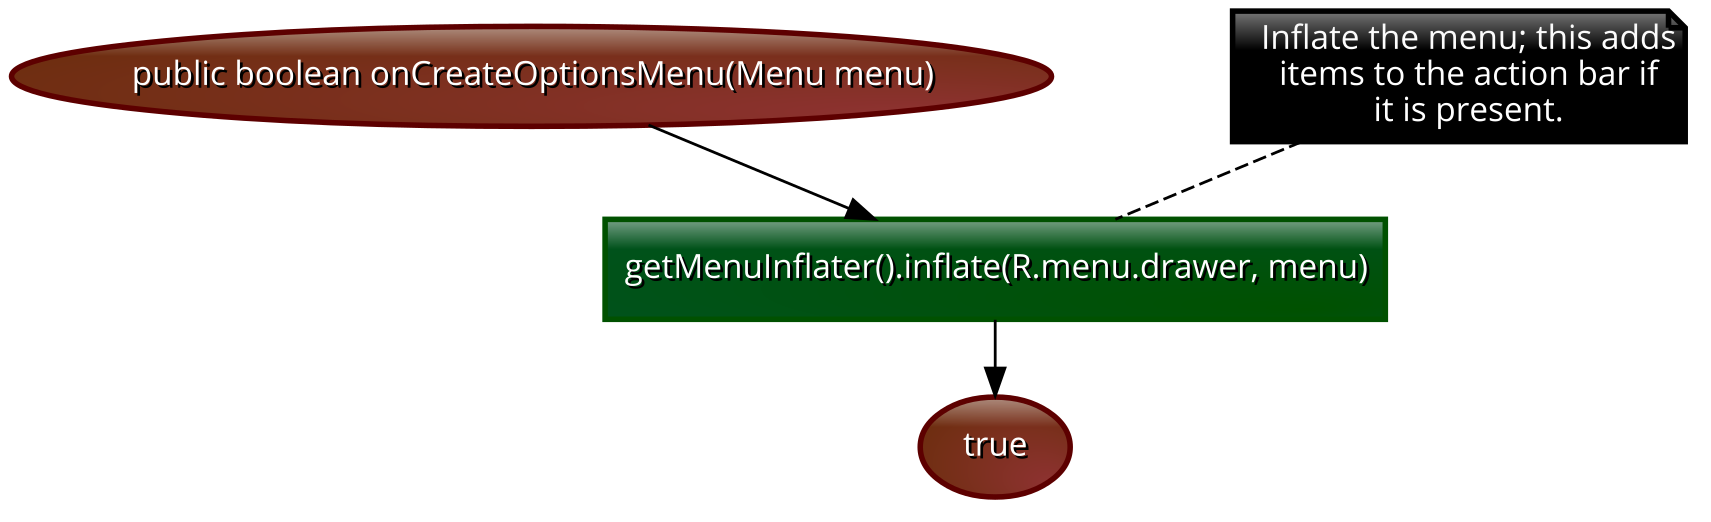 public boolean onCreateOptionsMenu(Menu menu)
Inflate the menu; this adds
items to the action bar if
it is present.
getMenuInflater().inflate(R.menu.drawer, menu)
true